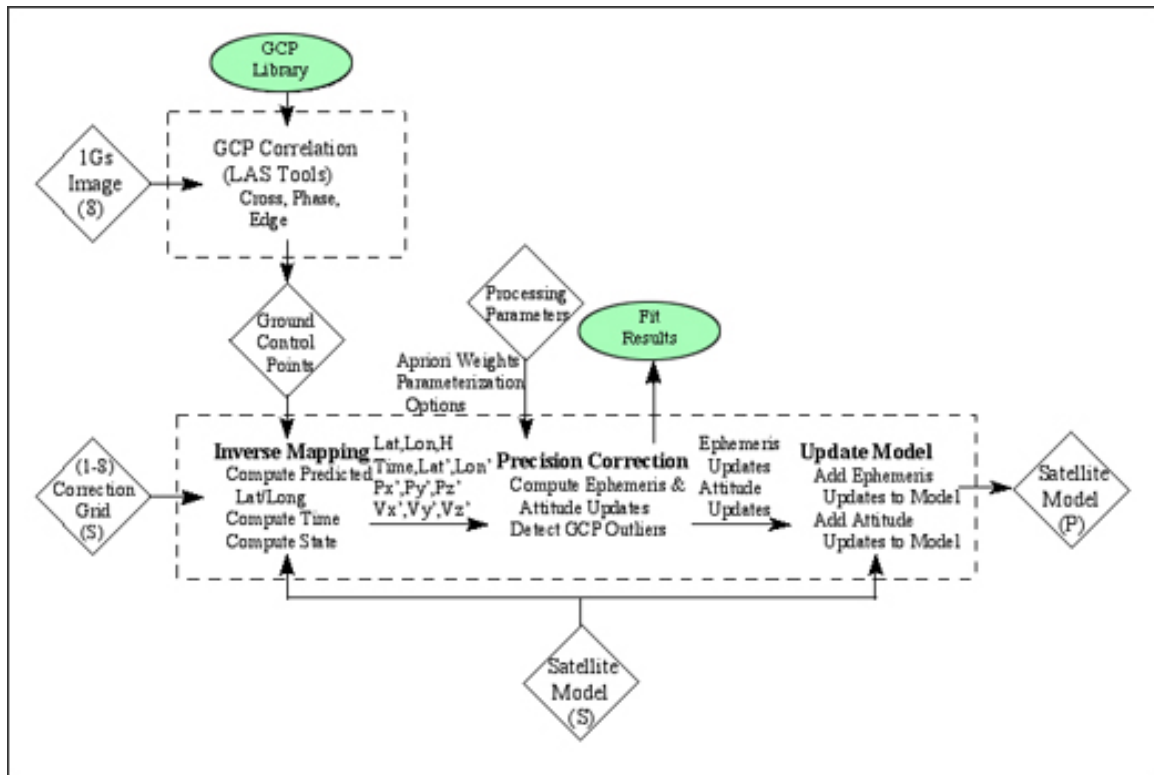 GCP
Library
1Gs
Image
(8)
GCP Correlation
(LAS Tools)
Cross, Phase,
Edge
Ground
Control
Points
Processing
Parameters
Fit
Results
Apriori Weights
Parameterization
Options
(1-8)
Correction
Grid
(S)
Inverse Mapping
Compute Predicted
Lat/Long
Compute Time
Compute State
Lat,Lon,H
Time,Lat',Lon'
Px',Py',Pz'
Vx',Vy',Vz'
Precision Correction
Compute Ephemeris &
Attitude Updates
Detect GCP Outliers
Ephemeris
Updates
Attitude
Updates
Update Model
Add Ephemeris
Updates to Model
Add Attitude
Updates to Model
Satellite
Model
(P)
Satellite
Model
(S)